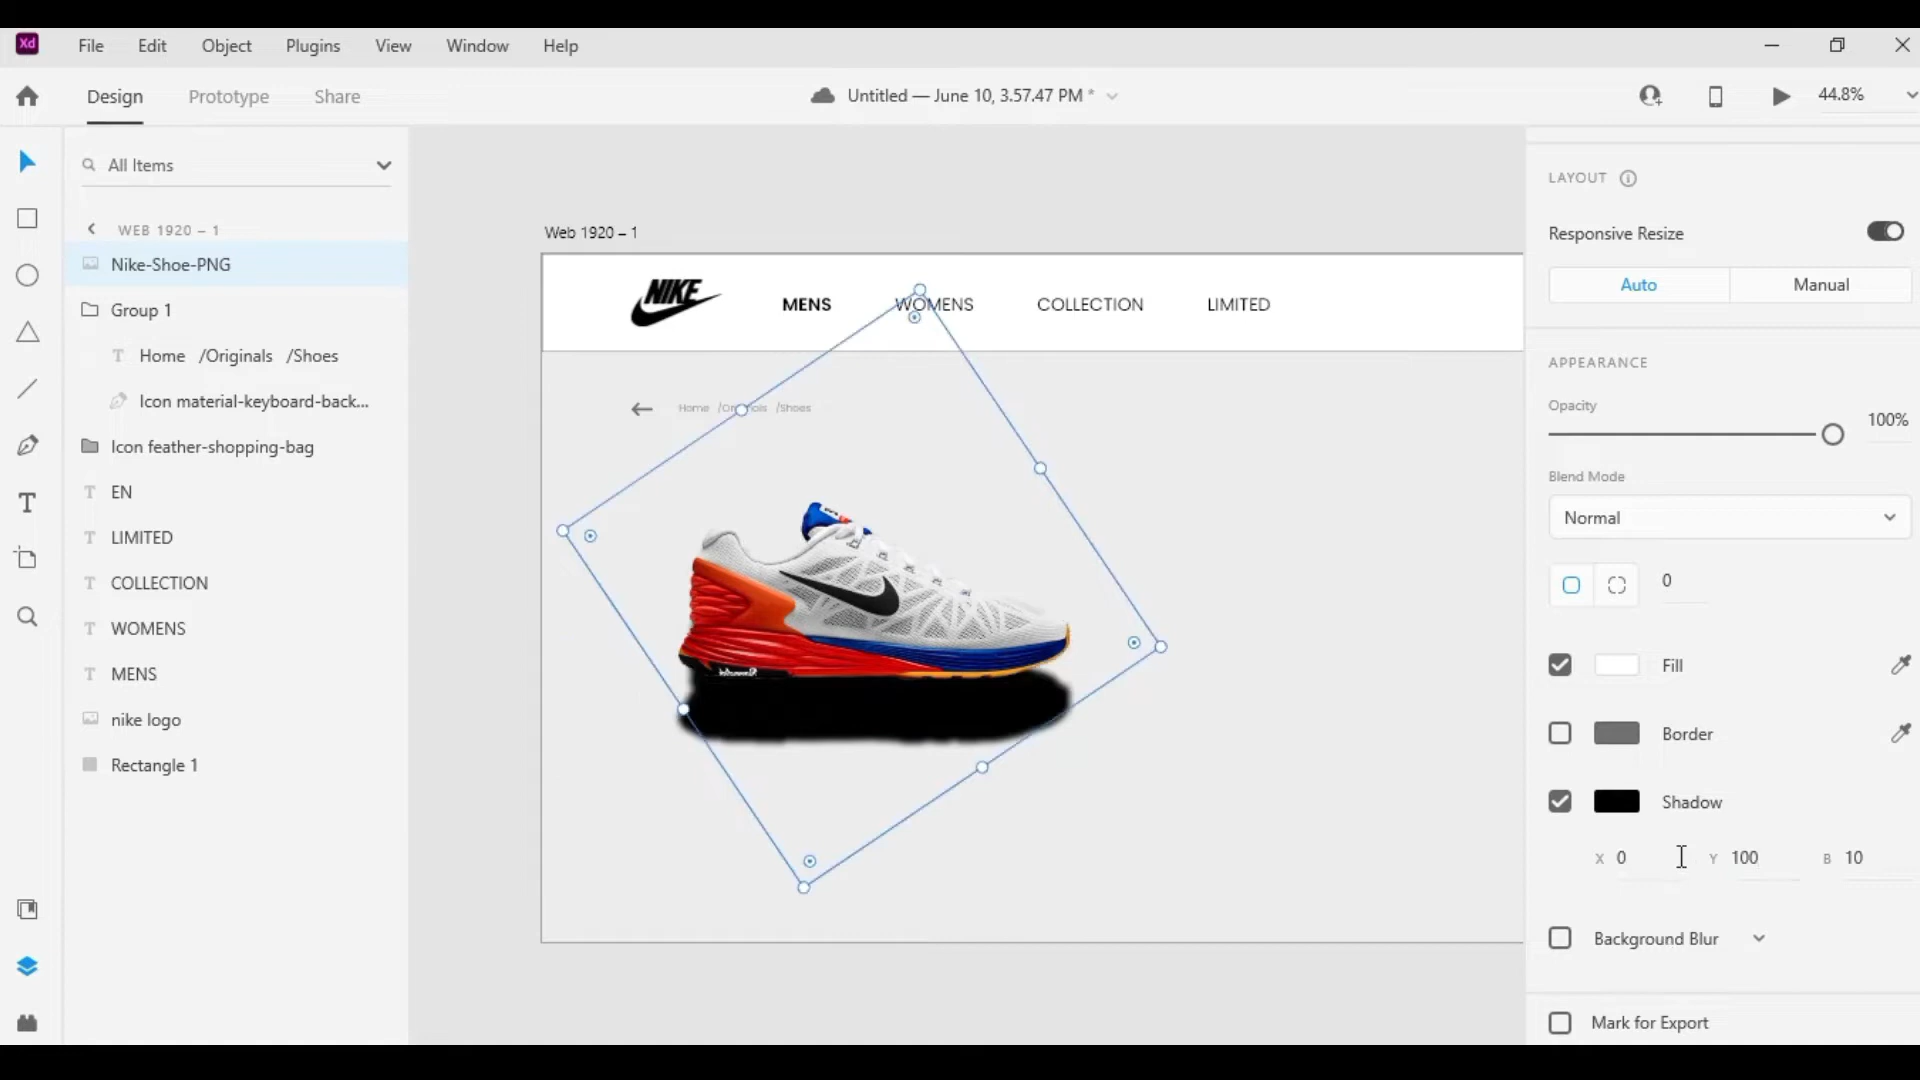 Xd File Edit Object Plugins View Window Help
Design Prototype Share Untitled — June 10, 3.57.47 PM * 44.8%
All Items
WEB 1920 – 1
Nike-Shoe-PNG
Group 1
Home /Originals /Shoes
Icon material-keyboard-back...
Icon feather-shopping-bag
EN
LIMITED
COLLECTION
WOMENS
MENS
nike logo
Rectangle 1
Web 1920 – 1
NIKE MENS WOMENS COLLECTION LIMITED
Home /Originals /Shoes
LAYOUT
Responsive Resize
Auto Manual
APPEARANCE
Opacity
100%
Blend Mode
Normal
0
Fill
Border
Shadow
X 0 Y 100 B 10
Background Blur
Mark for Export